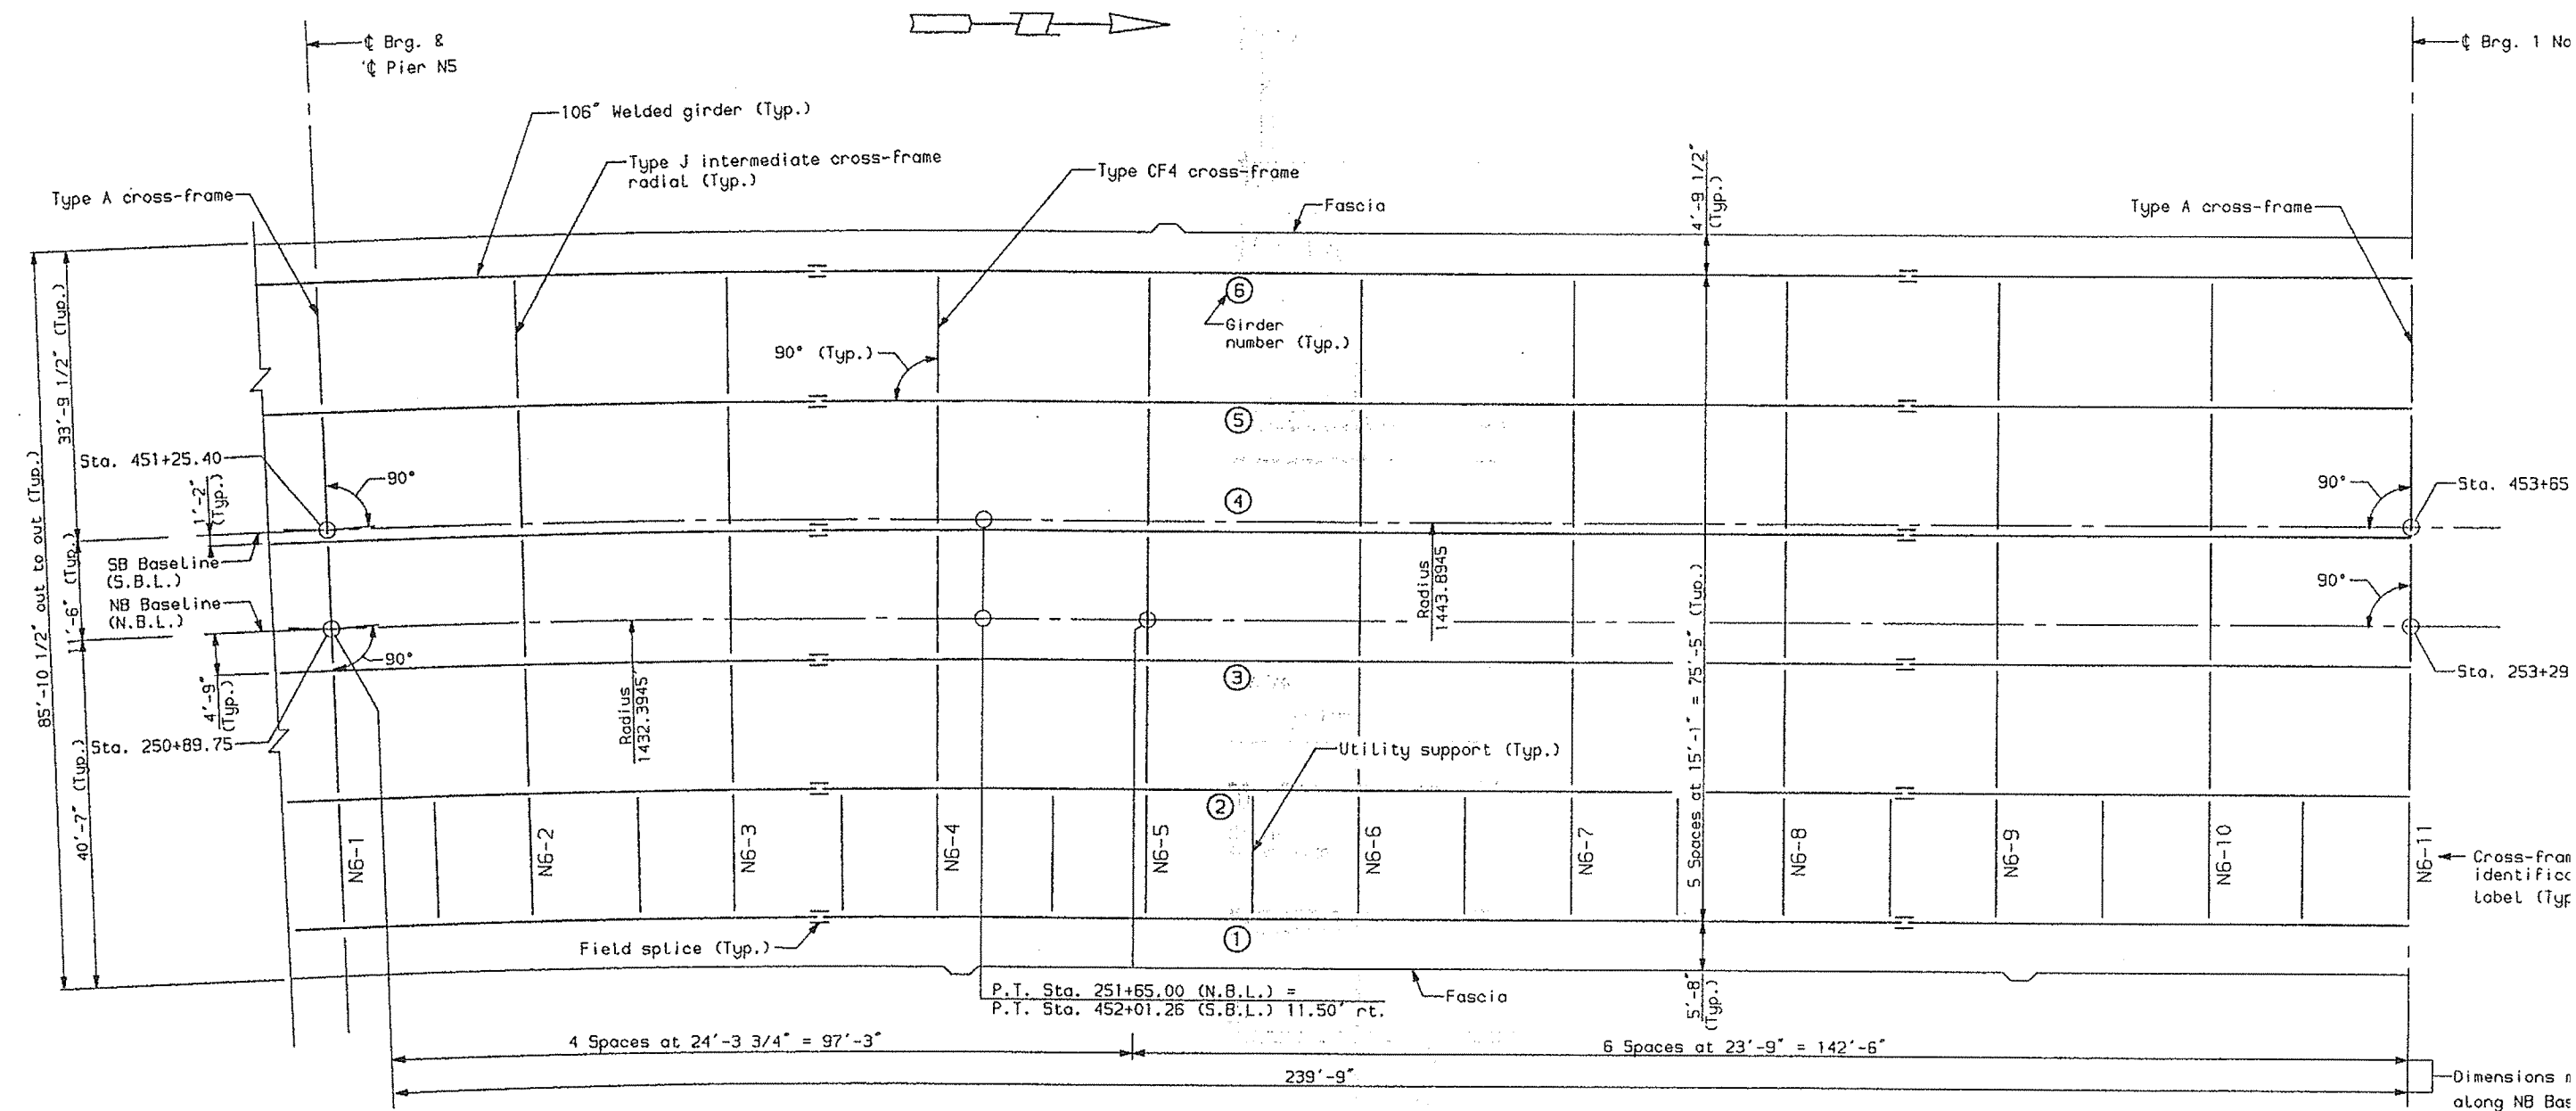 ℄ Brg. &
℄ Pier N5
℄ Brg. 1 No
106" Welded girder (Typ.)
Type J intermediate cross-frame
radial (Typ.)
Type CF4 cross-frame
Type A cross-frame
Fascia
4'-9 1/2"
(Typ.)
Type A cross-frame
6
Girder
number (Typ.)
90° (Typ.)
33'-9 1/2" (Typ.)
85'-10 1/2" out to out (Typ.)
5
Sta. 451+25.40
90°
1'-2"
(Typ.)
4
90°
Sta. 453+65
SB Baseline
(S.B.L.)
11'-6" (Typ.)
NB Baseline
(N.B.L.)
Radius
1443.8945
90°
90°
4'-9"
(Typ.)
3
Radius
1432.3945
Sta. 253+29
Sta. 250+89.75
40'-7" (Typ.)
Utility support (Typ.)
5 Spaces at 15'-1" = 75'-5" (Typ.)
2
N6-1
N6-2
N6-3
N6-4
N6-5
N6-6
N6-7
N6-8
N6-9
N6-10
N6-11
Cross-fram
identifica
label (Typ
Field splice (Typ.)
1
P.T. Sta. 251+65.00 (N.B.L.) =
P.T. Sta. 452+01.26 (S.B.L.) 11.50' rt.
Fascia
5'-8"
(Typ.)
4 Spaces at 24'-3 3/4" = 97'-3"
6 Spaces at 23'-9" = 142'-6"
239'-9"
Dimensions m
along NB Bas